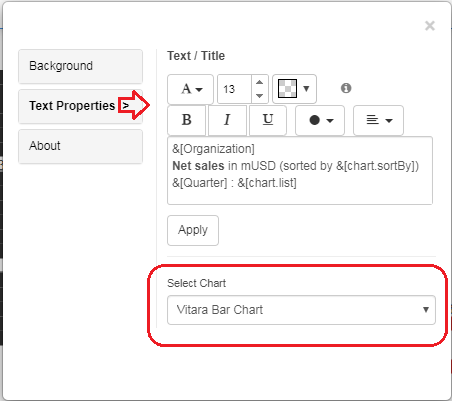 ×
Background
Text Properties >
About
Text / Title
A
13
B I U
&[Organization]
Net sales in mUSD (sorted by &[chart.sortBy])
&[Quarter] : &[chart.list]
Apply
Select Chart
Vitara Bar Chart